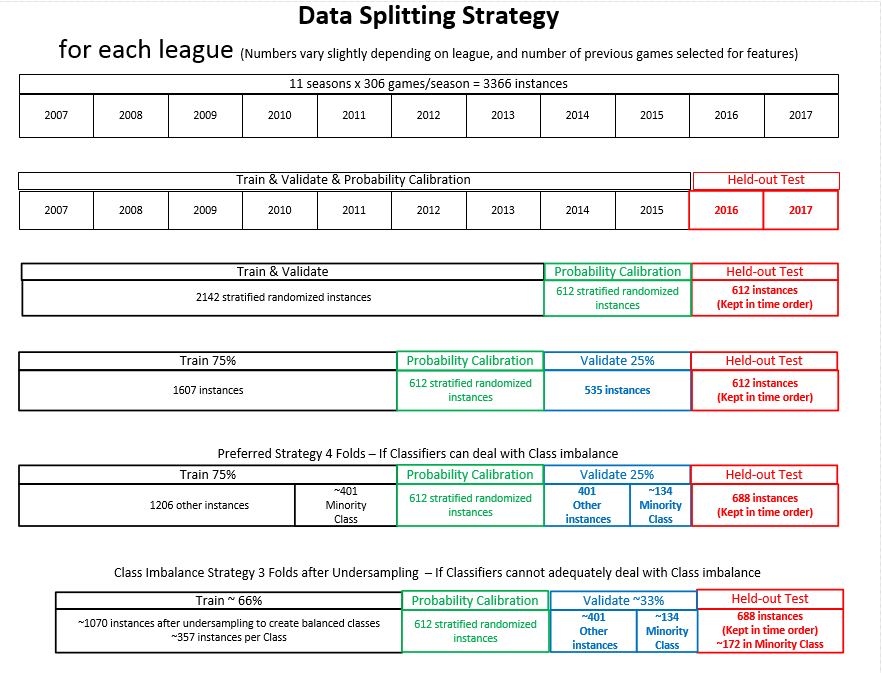 Data Splitting Strategy
for each league (Numbers vary slightly depending on league, and number of previous games selected for features)
11 seasons x 306 games/season = 3366 instances
2007 2008 2009 2010 2011 2012 2013 2014 2015 2016 2017
Train & Validate & Probability Calibration Held-out Test
2007 2008 2009 2010 2011 2012 2013 2014 2015 2016 2017
Train & Validate Probability Calibration Held-out Test
2142 stratified randomized instances
612 stratified randomized
instances
612 instances
(Kept in time order)
Train 75% Probability Calibration Validate 25% Held-out Test
1607 instances
612 stratified randomized
instances
535 instances
612 instances
(Kept in time order)
Preferred Strategy 4 Folds – If Classifiers can deal with Class imbalance
Train 75% Probability Calibration Validate 25% Held-out Test
1206 other instances
~401
Minority
Class
612 stratified randomized
instances
401
Other
instances
~134
Minority
Class
688 instances
(Kept in time order)
Class Imbalance Strategy 3 Folds after Undersampling – If Classifiers cannot adequately deal with Class imbalance
Train ~ 66% Probability Calibration Validate ~33% Held-out Test
~1070 instances after undersampling to create balanced classes
~357 instances per Class
612 stratified randomized
instances
~401
Other
instances
~134
Minority
Class
688 instances
(Kept in time order)
~172 in Minority Class